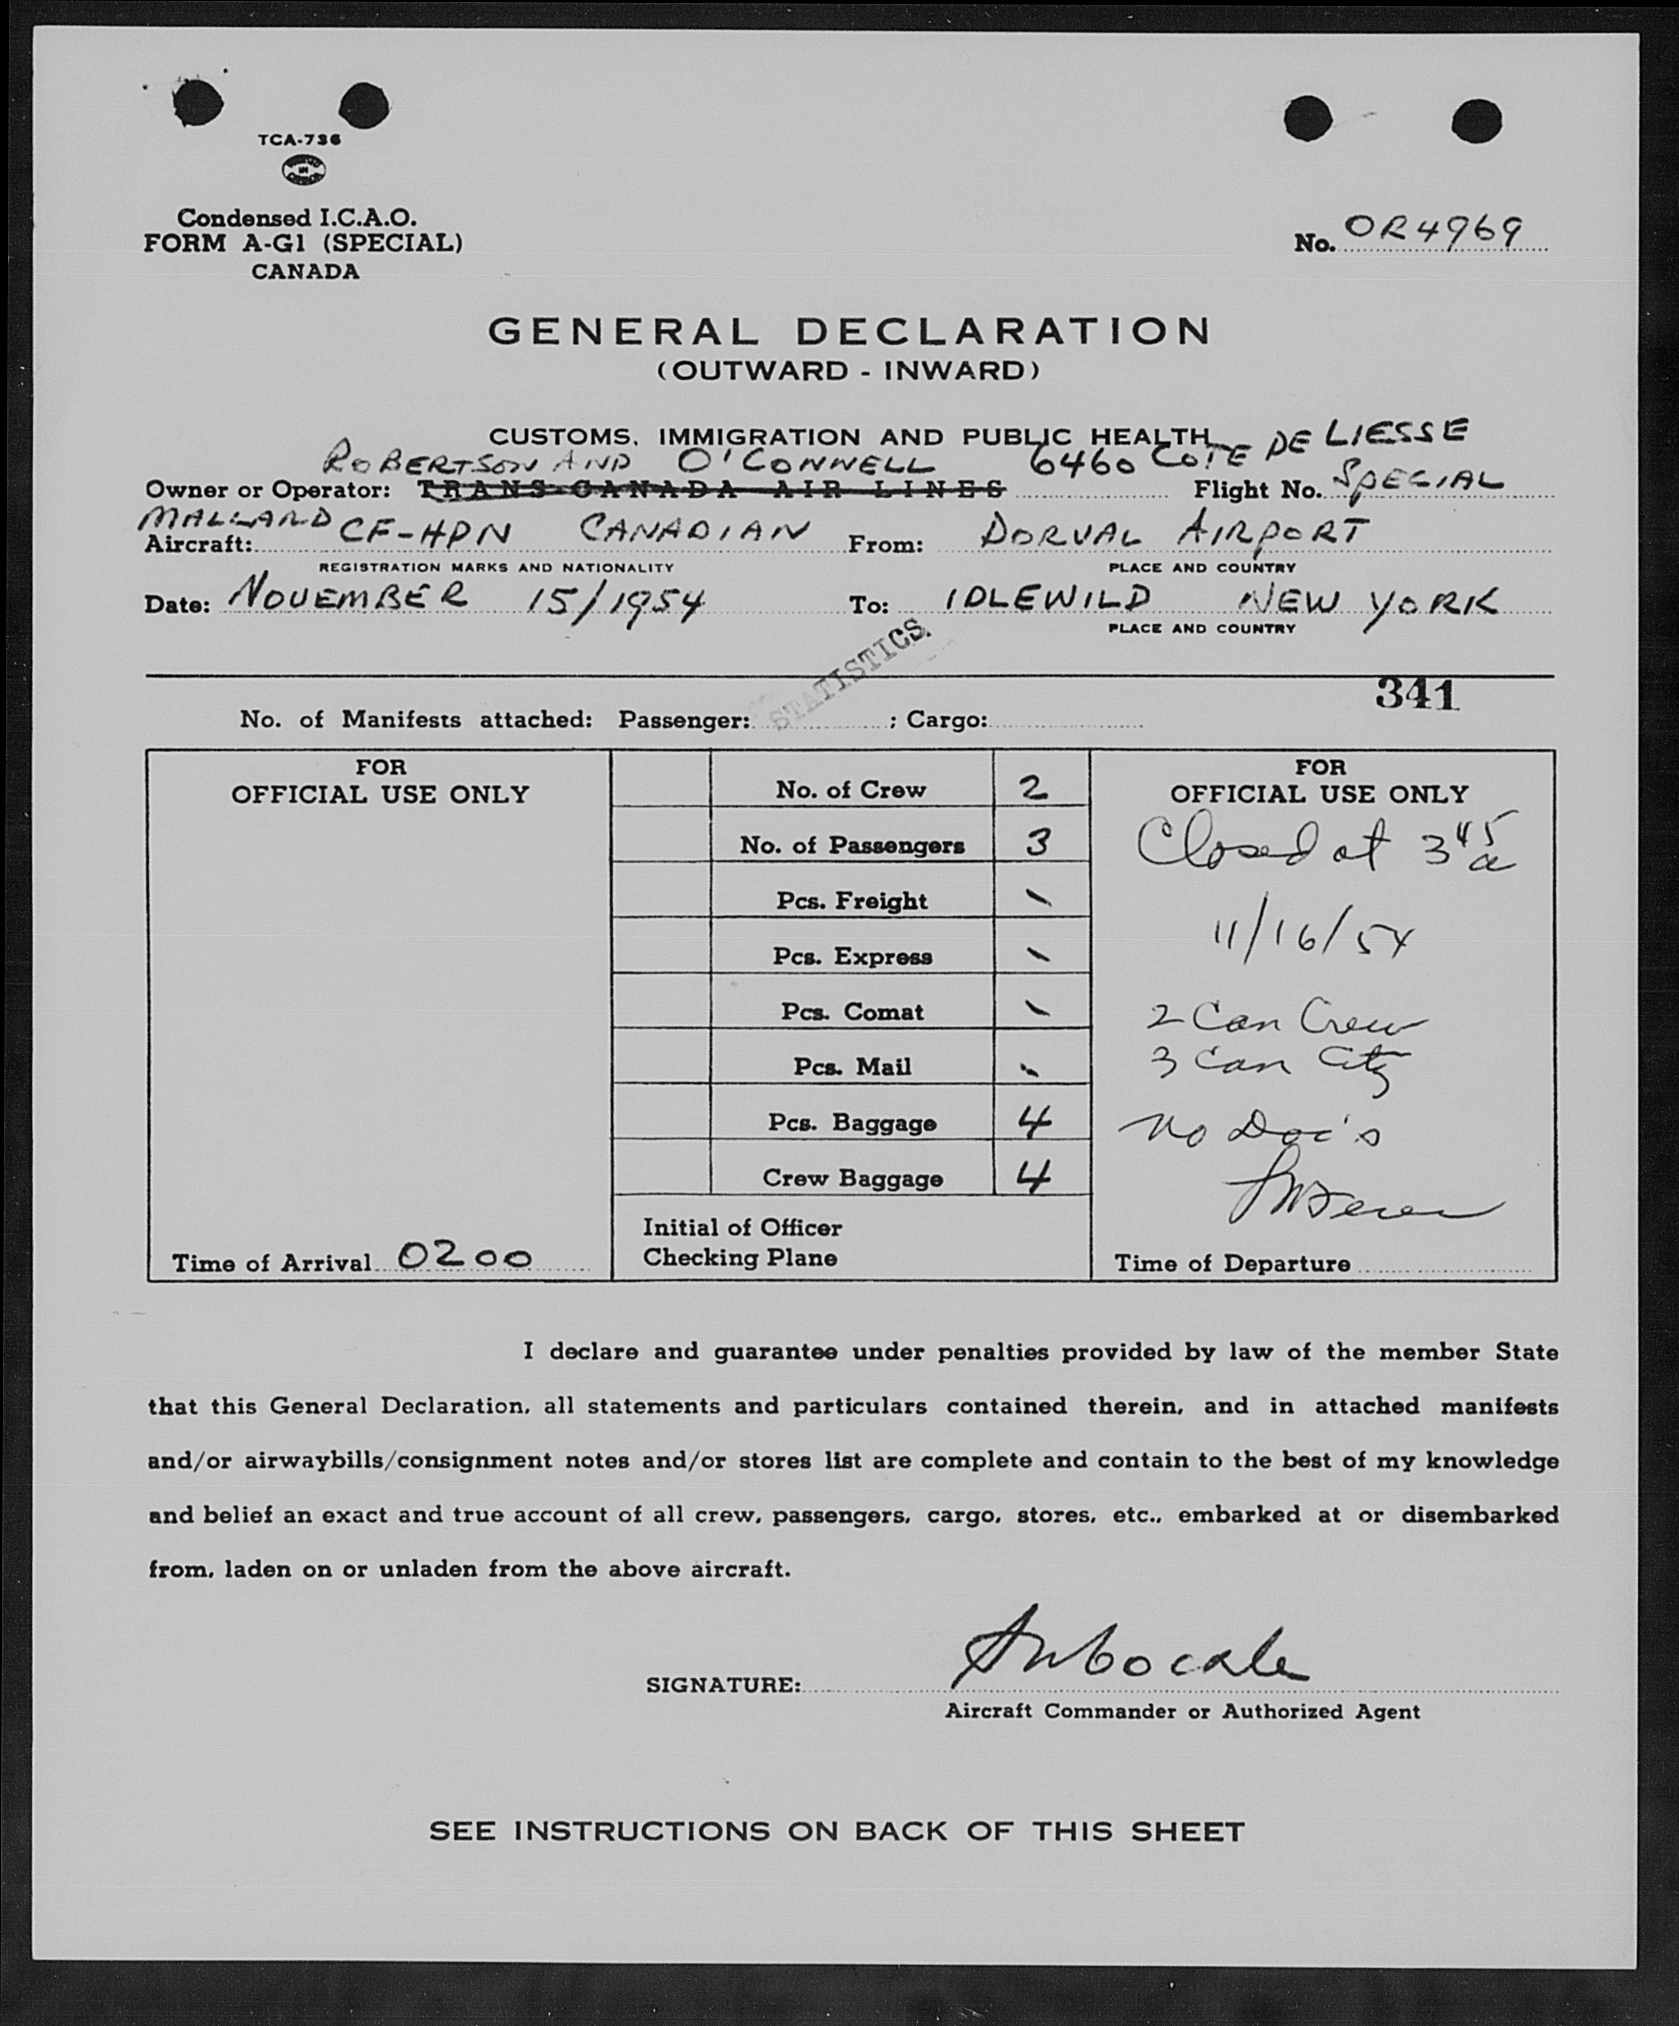 TCA-736
Condensed I.C.A.O.
FORM A-G1 (SPECIAL)
CANADA
No. OR4969
GENERAL DECLARATION
(OUTWARD - INWARD)
CUSTOMS, IMMIGRATION AND PUBLIC HEALTH
ROBERTSON AND O'CONNELL 6460 COTE DE LIESSE
Owner or Operator: TRANS-CANADA AIR LINES Flight No. SPECIAL
MALLARD
Aircraft: CF-HPN CANADIAN From: DORVAL AIRPORT
REGISTRATION MARKS AND NATIONALITY PLACE AND COUNTRY
Date: NOVEMBER 15/1954 To: IDLEWILD NEW YORK
PLACE AND COUNTRY
STATISTICS.
341
No. of Manifests attached: Passenger: ; Cargo:
FOR
OFFICIAL USE ONLY
Time of Arrival 0200
No. of Crew 2
No. of Passengers 3
Pcs. Freight \
Pcs. Express \
Pcs. Comat \
Pcs. Mail \
Pcs. Baggage 4
Crew Baggage 4
Initial of Officer
Checking Plane
FOR
OFFICIAL USE ONLY
Closed at 3 45 a
11/16/54
2 Can Crew
3 Can Citz
No Doc's
Time of Departure
I declare and guarantee under penalties provided by law of the member State
that this General Declaration, all statements and particulars contained therein, and in attached manifests
and/or airwaybills/consignment notes and/or stores list are complete and contain to the best of my knowledge
and belief an exact and true account of all crew, passengers, cargo, stores, etc., embarked at or disembarked
from, laden on or unladen from the above aircraft.
SIGNATURE:
Aircraft Commander or Authorized Agent
SEE INSTRUCTIONS ON BACK OF THIS SHEET